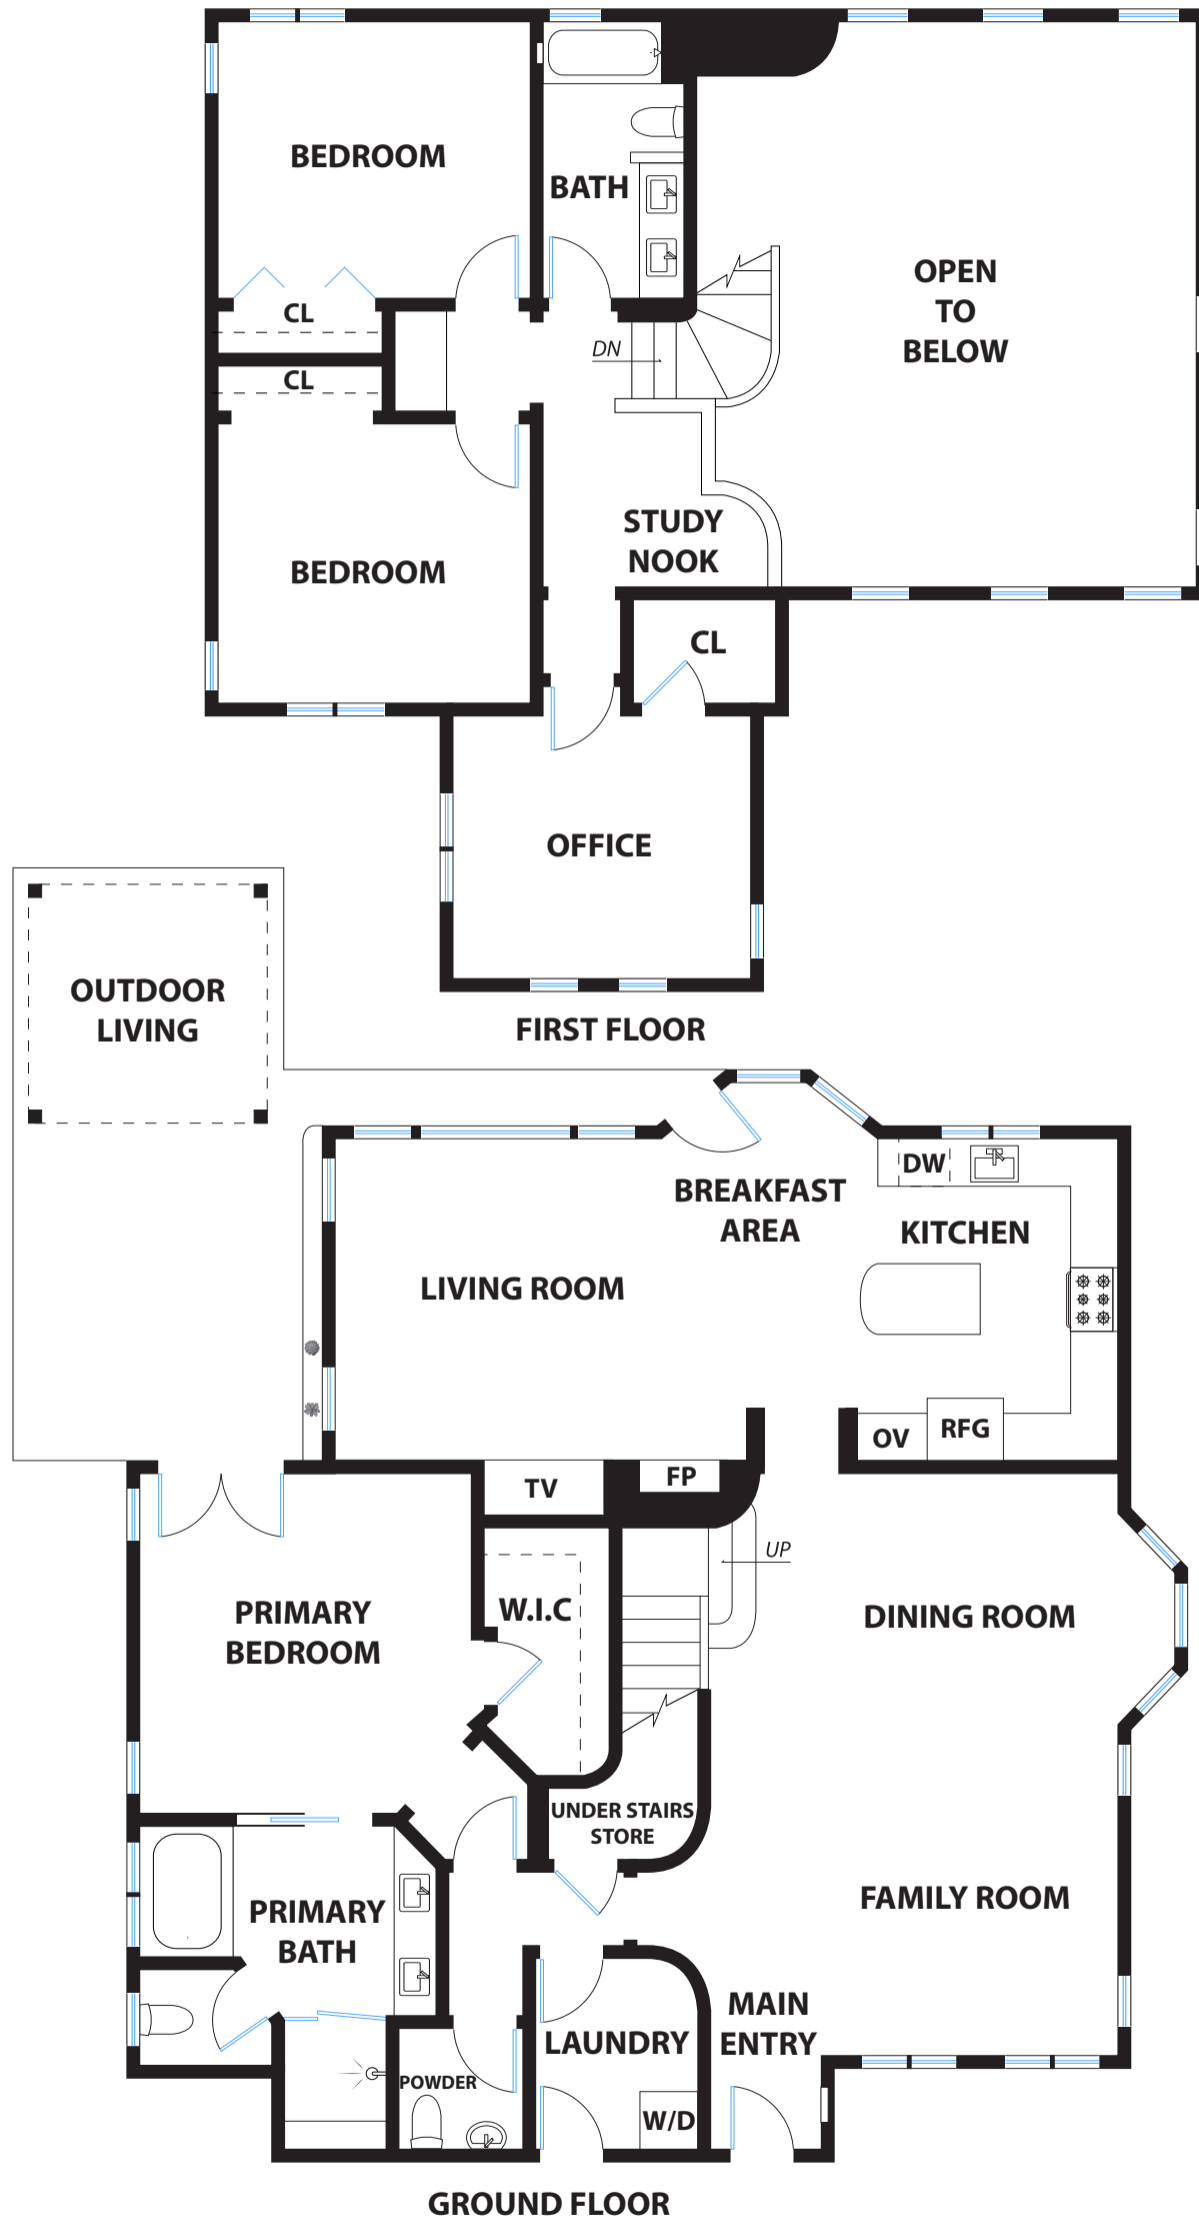 BEDROOM
BATH
OPEN
TO
BELOW
CL
DN
CL
STUDY
NOOK
BEDROOM
CL
OFFICE
OUTDOOR
LIVING
FIRST FLOOR
DW
BREAKFAST
AREA
KITCHEN
LIVING ROOM
OV
RFG
TV
FP
UP
W.I.C
PRIMARY
BEDROOM
DINING ROOM
UNDER STAIRS
STORE
PRIMARY
BATH
FAMILY ROOM
MAIN
ENTRY
LAUNDRY
POWDER
W/D
GROUND FLOOR